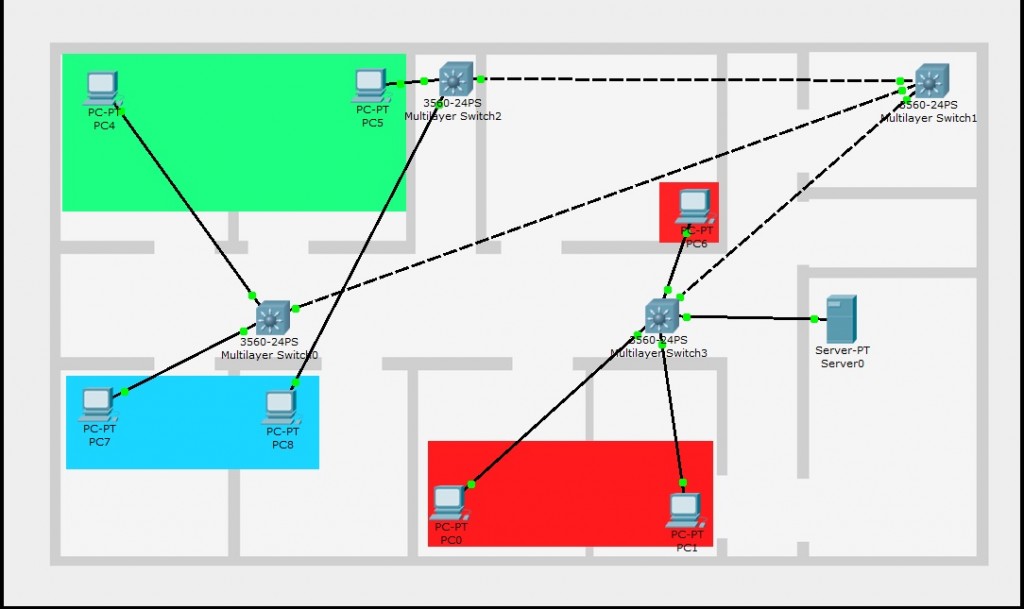 PC-PT
PC4
PC-PT
PC5
3560-24PS
Multilayer Switch2
3560-24PS
Multilayer Switch1
PC-PT
PC6
3560-24PS
Multilayer Switch0
3560-24PS
Multilayer Switch3
Server-PT
Server0
PC-PT
PC7
PC-PT
PC8
PC-PT
PC0
PC-PT
PC1